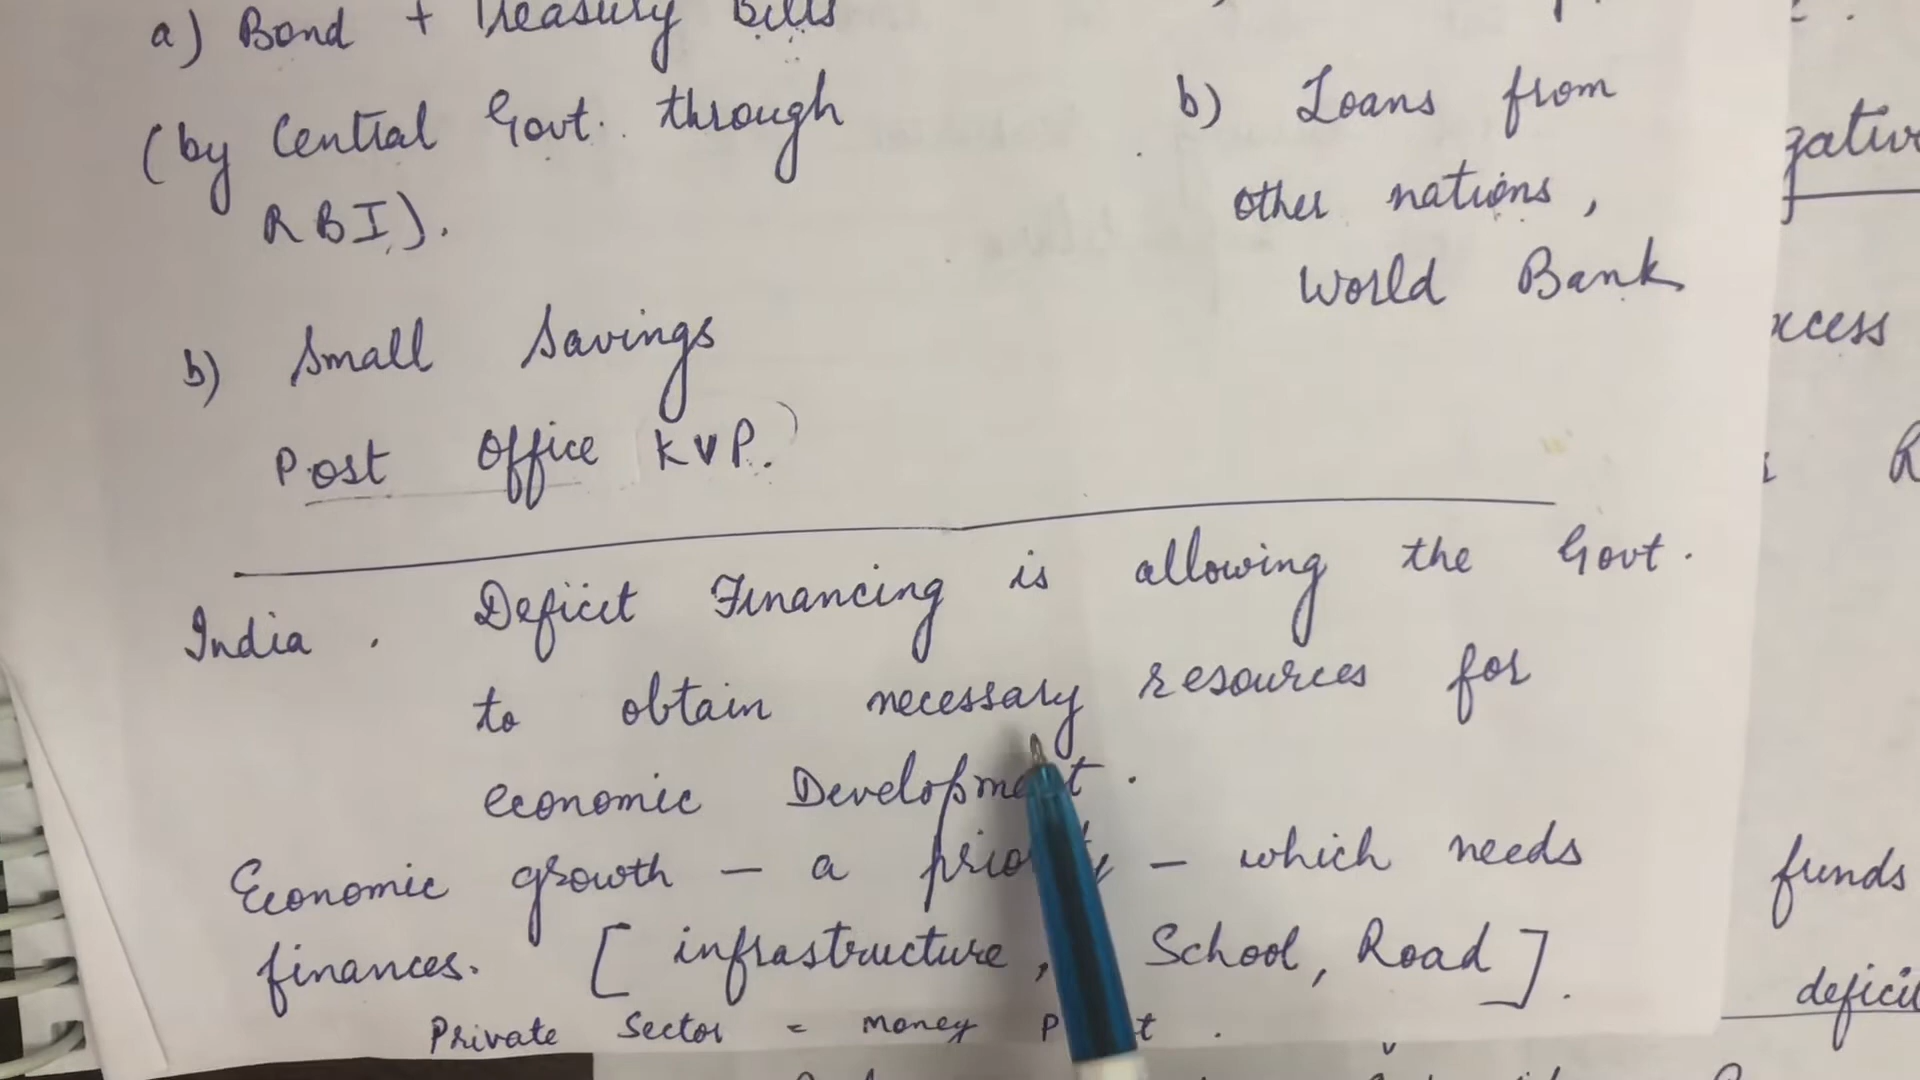 a) Bond + Treasury Bills
(by Central Govt. through
RBI).
b) Small Savings
Post Office KVP.)
b) Loans from
other nations,
World Bank
India. Deficit Financing is allowing the Govt.
to obtain necessary resources for
economic Development.
Economic growth - a priority - which needs
finances. [infrastructure, School, Road].
Private Sector = money
funds
deficit